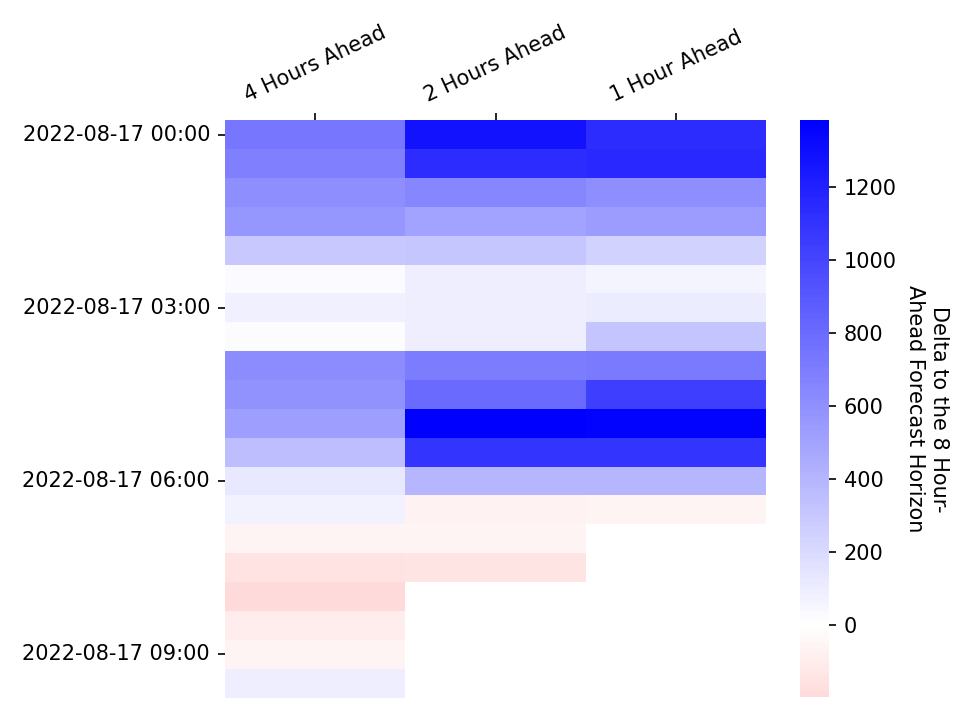 4 Hours Ahead
2 Hours Ahead
1 Hour Ahead
2022-08-17 00:00
2022-08-17 03:00
2022-08-17 06:00
2022-08-17 09:00
1200
1000
800
600
400
200
0
Delta to the 8 Hour-
Ahead Forecast Horizon